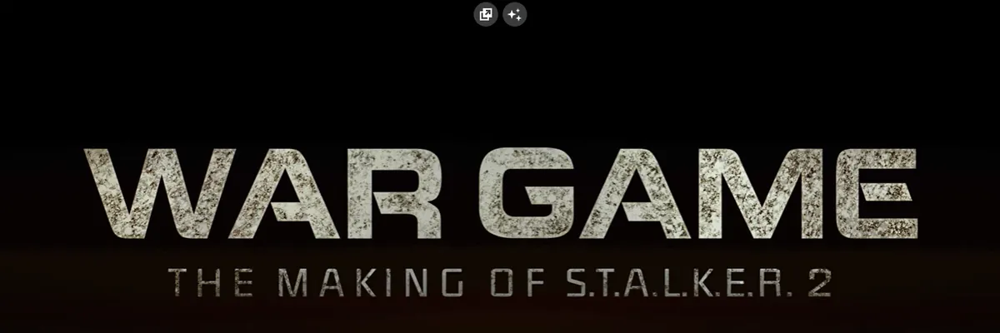 WAR GAME
THE MAKING OF S.T.A.L.K.E.R. 2